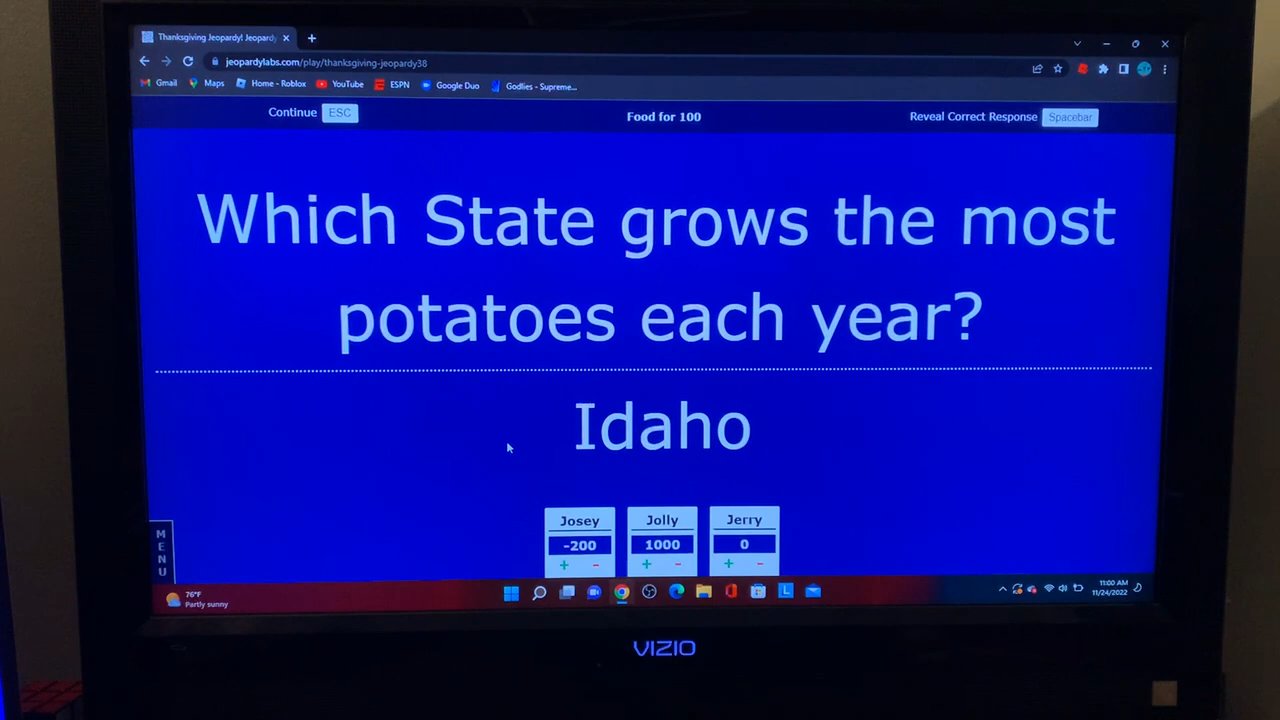 Thanksgiving Jeopardy! Jeopardy
jeopardylabs.com/play/thanksgiving-jeopardy38
Gmail Maps Home - Roblox YouTube ESPN Google Duo Godlies - Supreme...
Continue ESC Food for 100 Reveal Correct Response Spacebar
Which State grows the most
potatoes each year?
Idaho
Josey Jolly Jerry
-200 1000 0
+ - + - + -
MENU
76°F
Partly sunny
11:00 AM
11/24/2022
VIZIO